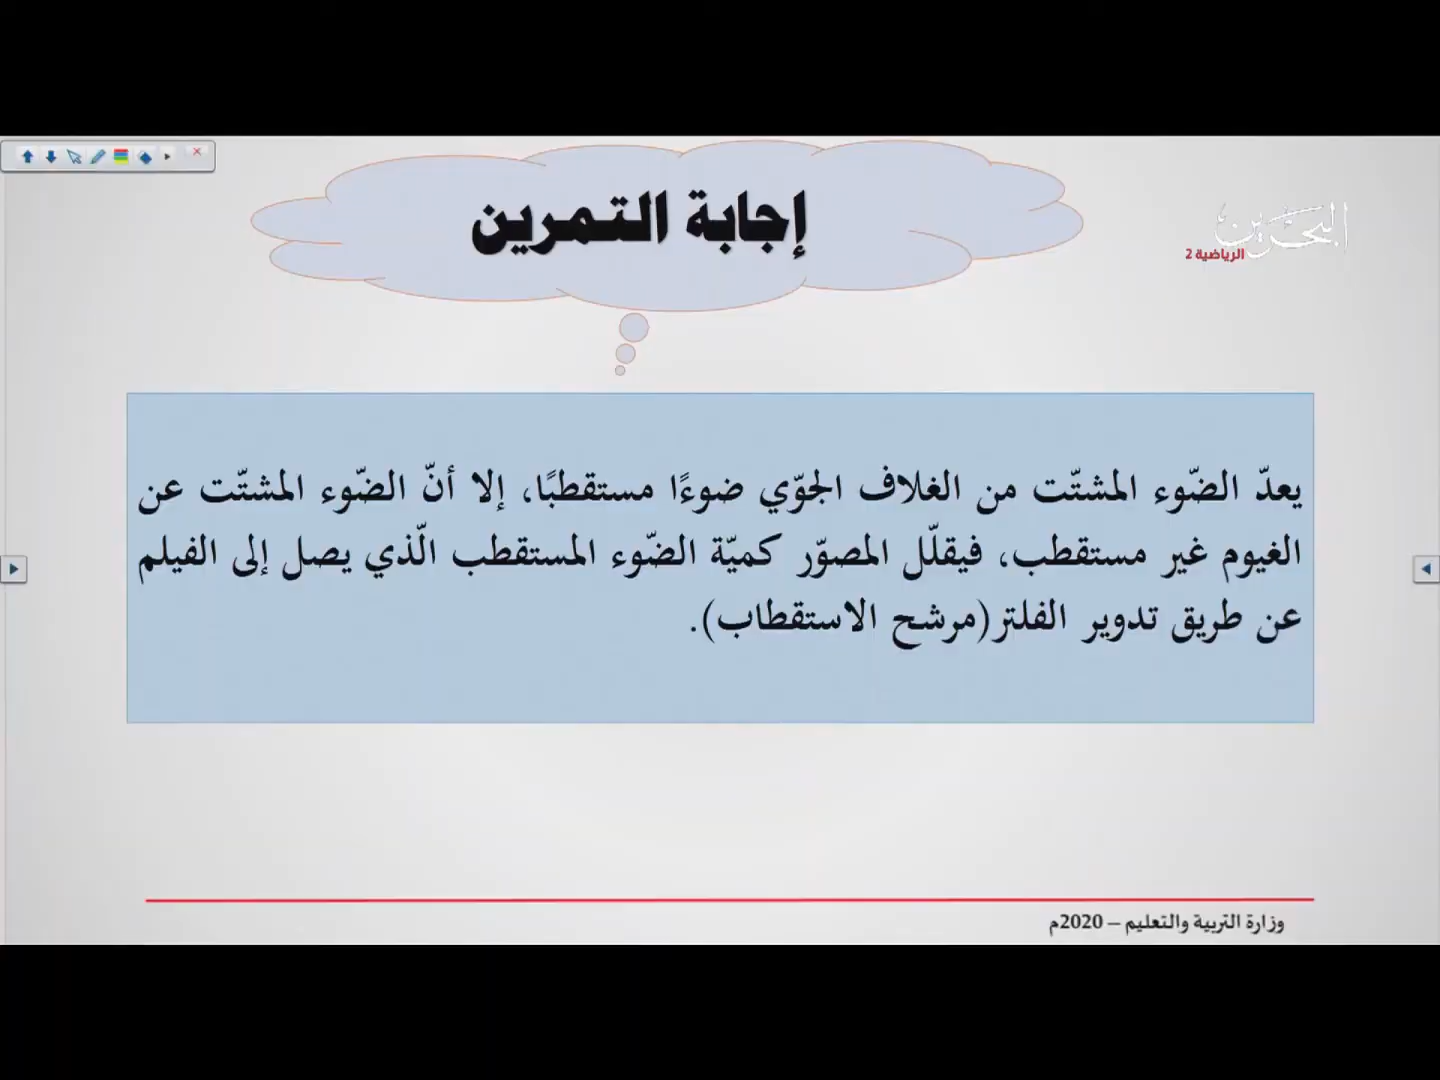 إجابة التمرين
البحرين
الرياضية 2
يعدّ الضّوء المشتّت من الغلاف الجوّي ضوءًا مستقطبًا، إلا أنّ الضّوء المشتّت عن
الغيوم غير مستقطب، فيقلّل المصوّر كميّة الضّوء المستقطب الّذي يصل إلى الفيلم
عن طريق تدوير الفلتر(مرشح الاستقطاب).
وزارة التربية والتعليم – 2020م